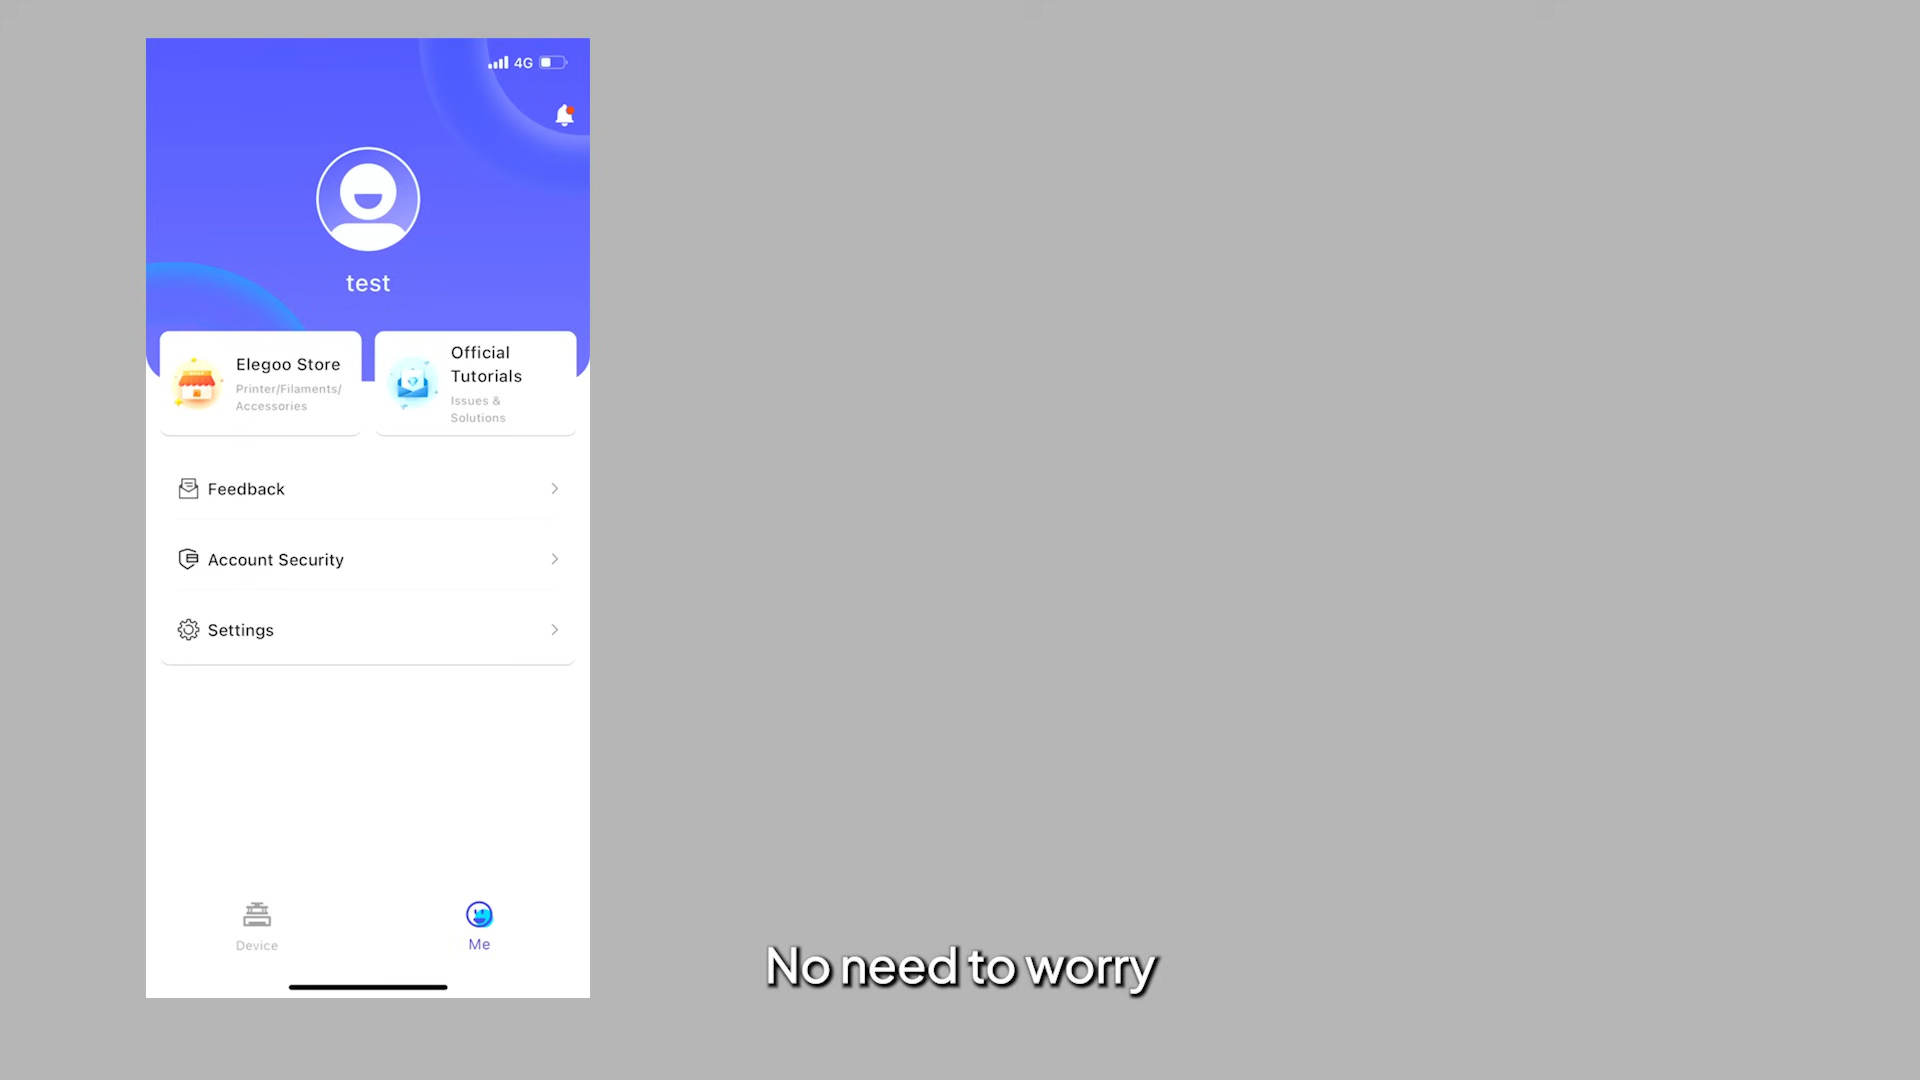 4G
test
Elegoo Store
Printer/Filaments/
Accessories
Official
Tutorials
Issues &
Solutions
Feedback
Account Security
Settings
Device
Me
No need to worry